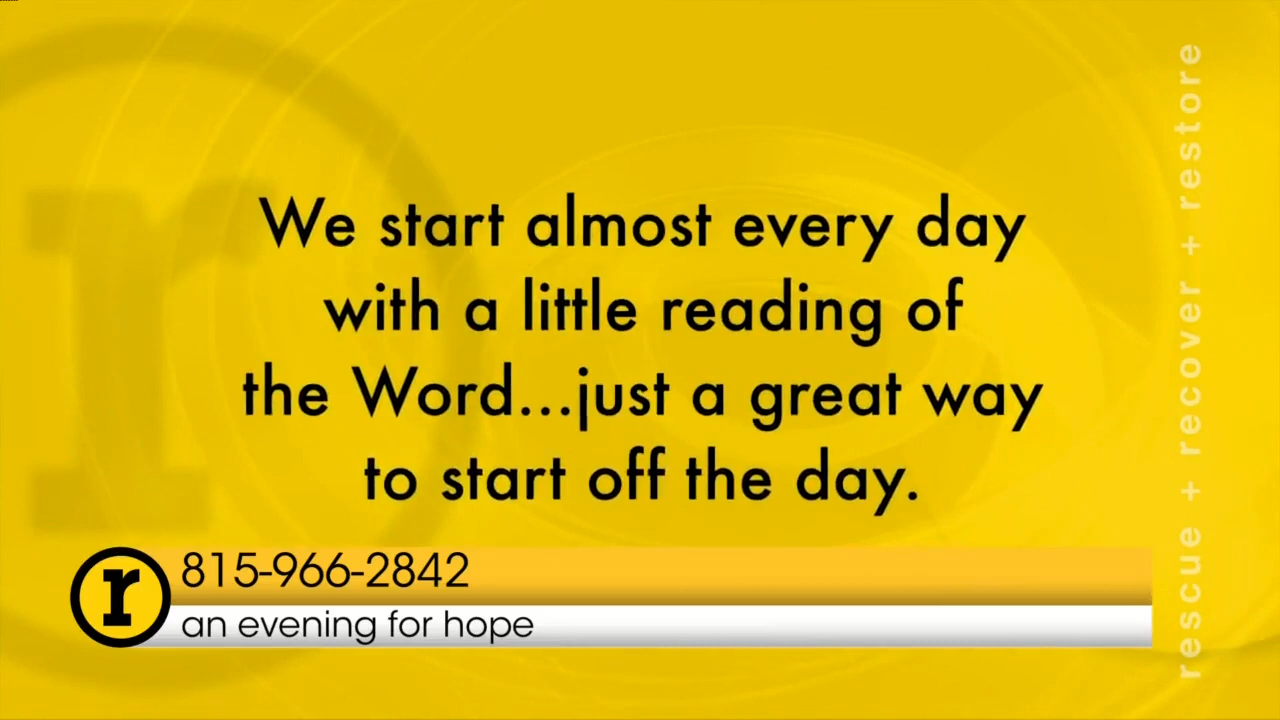 We start almost every day
with a little reading of
the Word...just a great way
to start off the day.
r
815-966-2842
an evening for hope
rescue + recover + restore
r